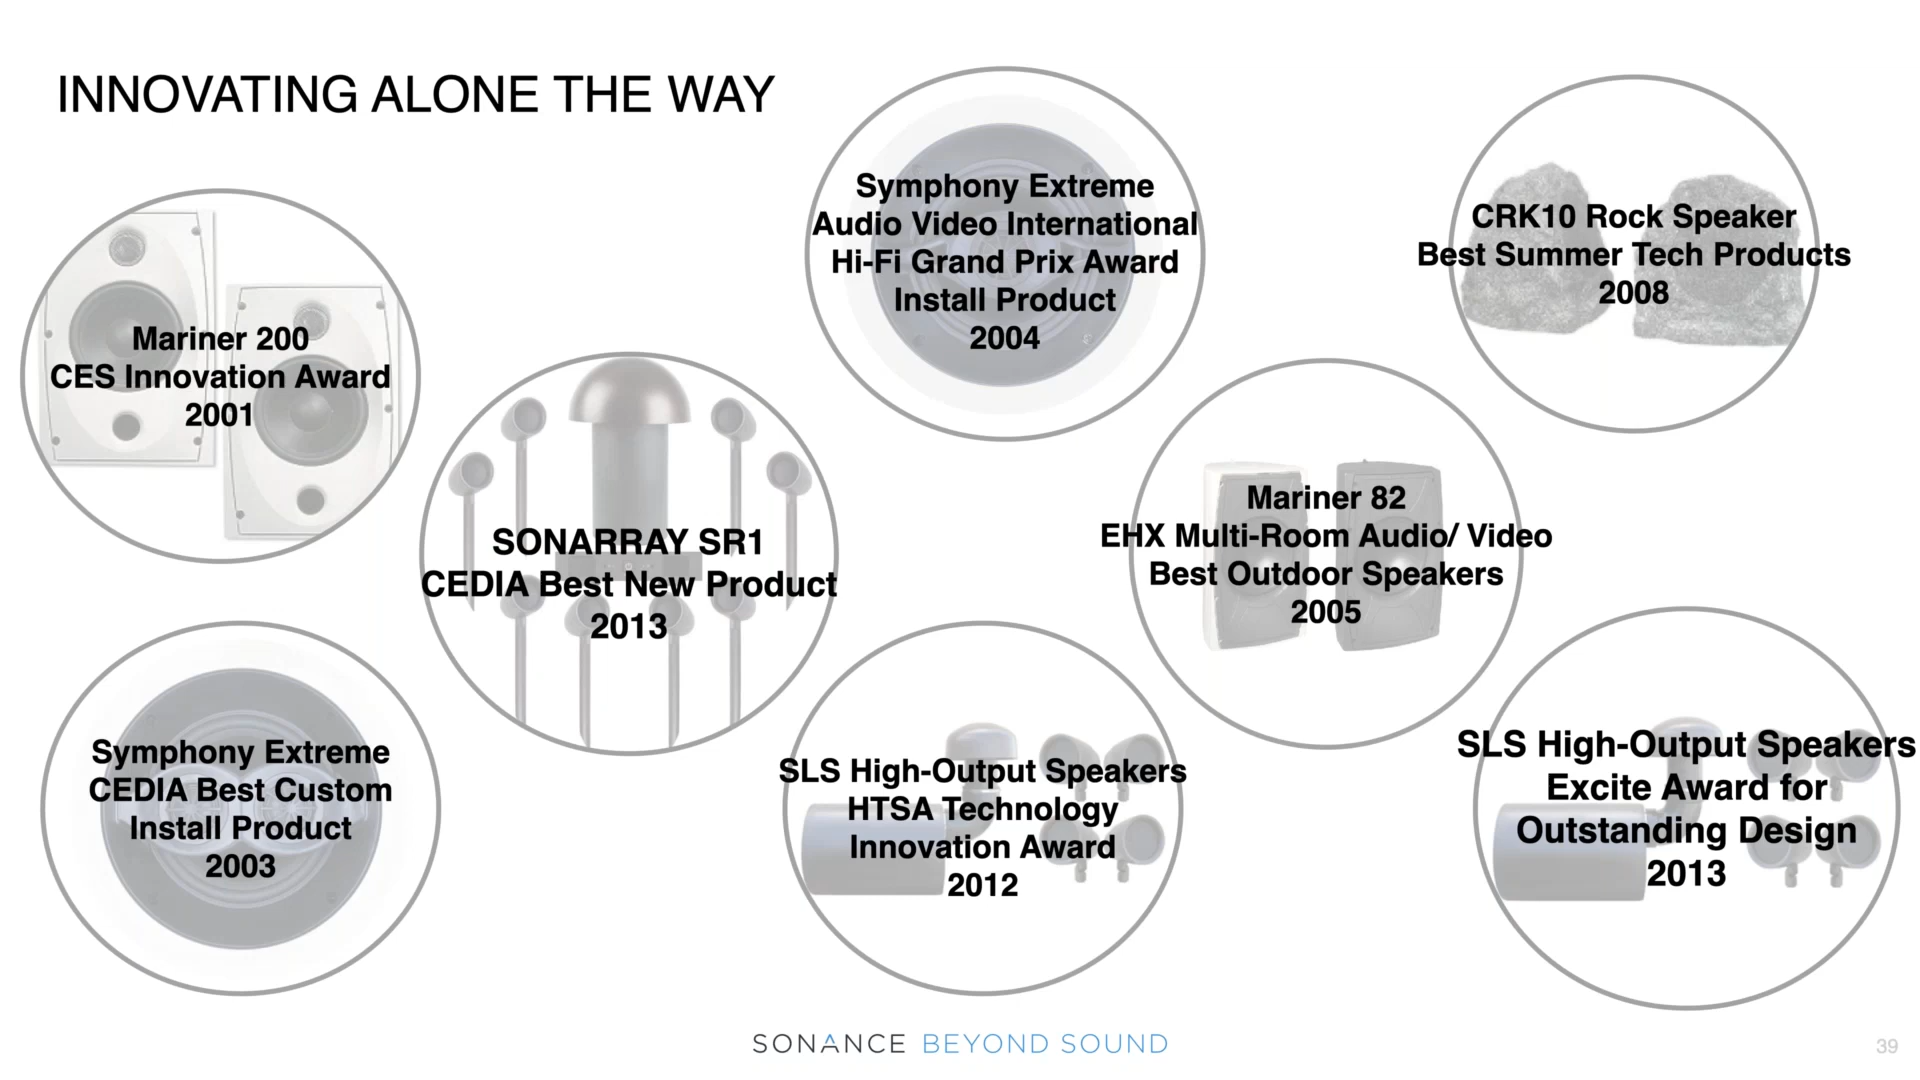 INNOVATING ALONE THE WAY
Mariner 200
CES Innovation Award
2001
Symphony Extreme
CEDIA Best Custom
Install Product
2003
SONARRAY SR1
CEDIA Best New Product
2013
Symphony Extreme
Audio Video International
Hi-Fi Grand Prix Award
Install Product
2004
SLS High-Output Speakers
HTSA Technology
Innovation Award
2012
Mariner 82
EHX Multi-Room Audio/ Video
Best Outdoor Speakers
2005
CRK10 Rock Speaker
Best Summer Tech Products
2008
SLS High-Output Speakers
Excite Award for
Outstanding Design
2013
SONANCE BEYOND SOUND
39